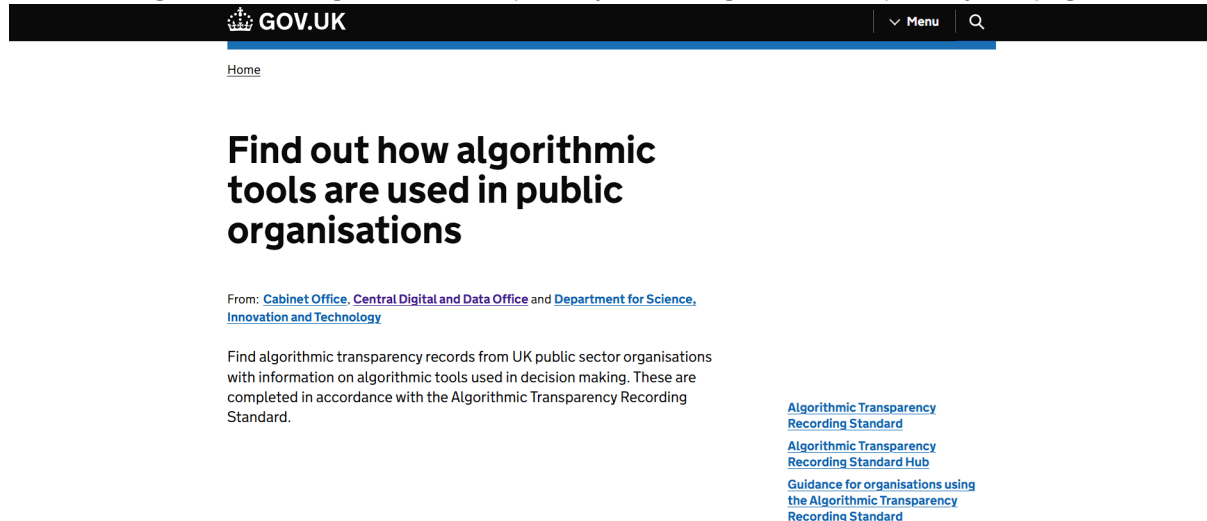 GOV.UK
Menu
Home
Find out how algorithmic
tools are used in public
organisations
From: Cabinet Office, Central Digital and Data Office and Department for Science,
Innovation and Technology
Find algorithmic transparency records from UK public sector organisations
with information on algorithmic tools used in decision making. These are
completed in accordance with the Algorithmic Transparency Recording
Standard.
Algorithmic Transparency
Recording Standard
Algorithmic Transparency
Recording Standard Hub
Guidance for organisations using
the Algorithmic Transparency
Recording Standard